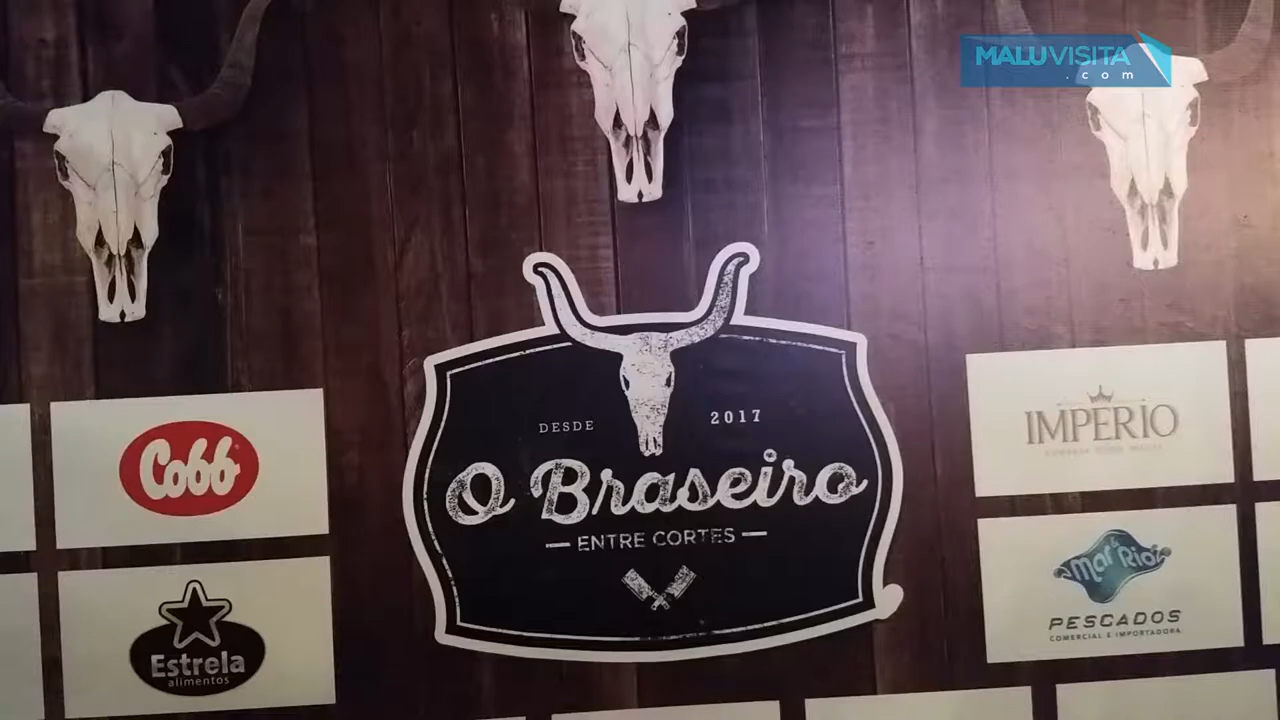 MALUVISITA
.com
DESDE 2017
O Braseiro
ENTRE CORTES
Cobb
Estrela
alimentos
IMPERIO
Mar & Rio
PESCADOS
COMERCIAL E IMPORTADORA